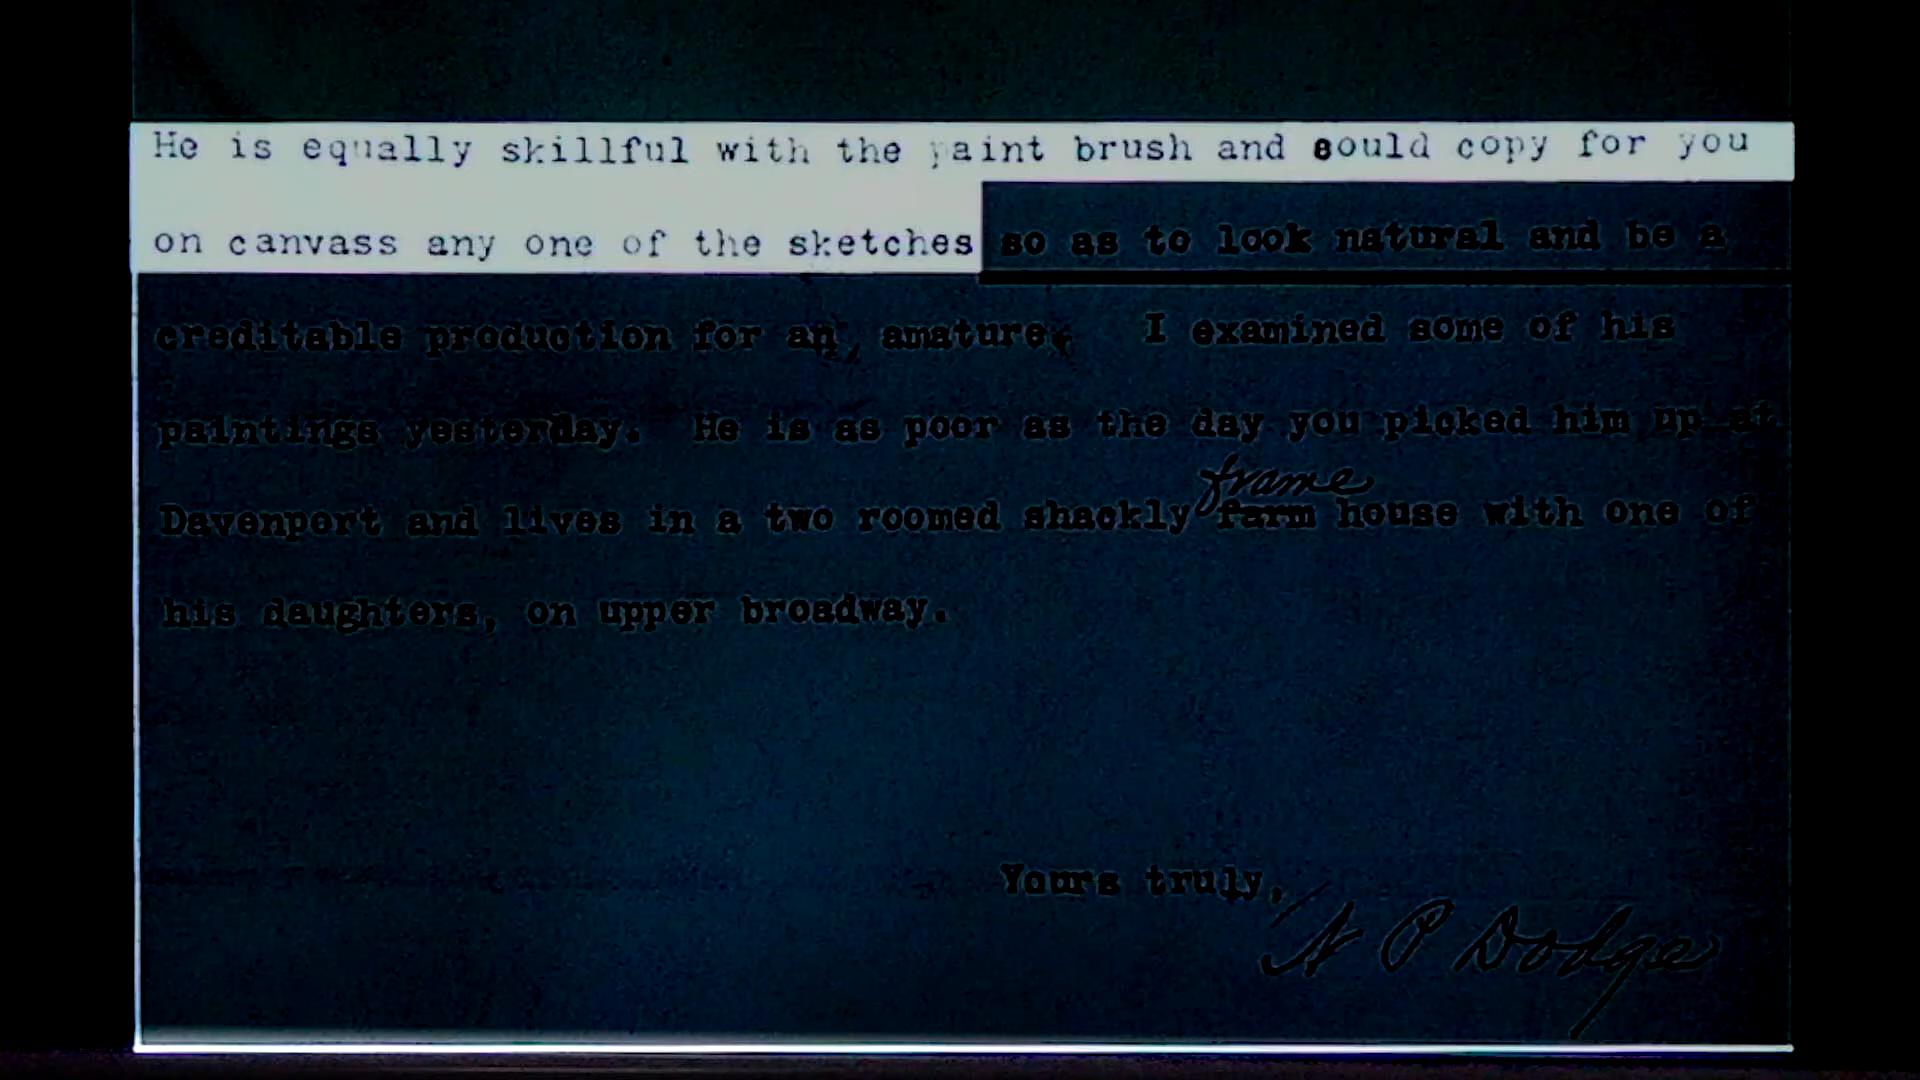 He is equally skillful with the paint brush and could copy for you
on canvass any one of the sketches so as to look natural and be a
creditable production for an, amature. I examined some of his
paintings yesterday. He is as poor as the day you picked him up at
frame
Davenport and lives in a two roomed shackly farm house with one of
his daughters, on upper broadway.
Yours truly,
N P Dodge